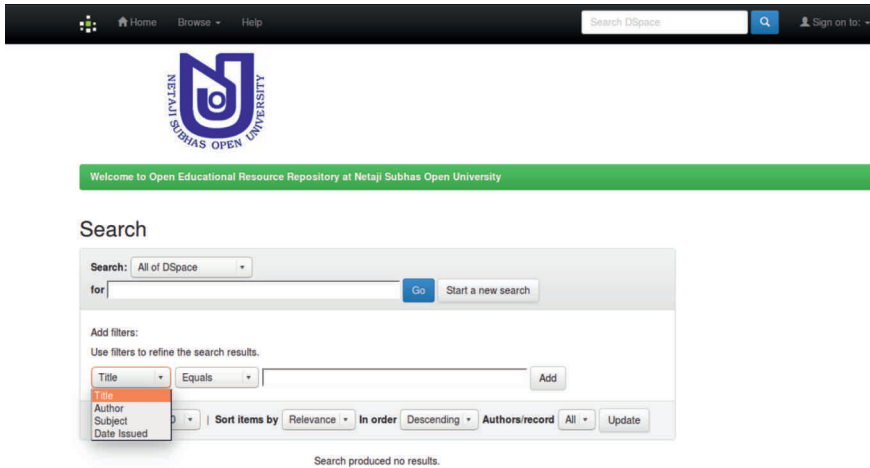 Home Browse Help Search DSpace Sign on to:
NETAJI SUBHAS OPEN UNIVERSITY
Welcome to Open Educational Resource Repository at Netaji Subhas Open University
Search
Search: All of DSpace
for Go Start a new search
Add filters:
Use filters to refine the search results.
Title Equals Add
Title
Author
Subject
Date Issued
0 | Sort items by Relevance In order Descending Authors/record All Update
Search produced no results.